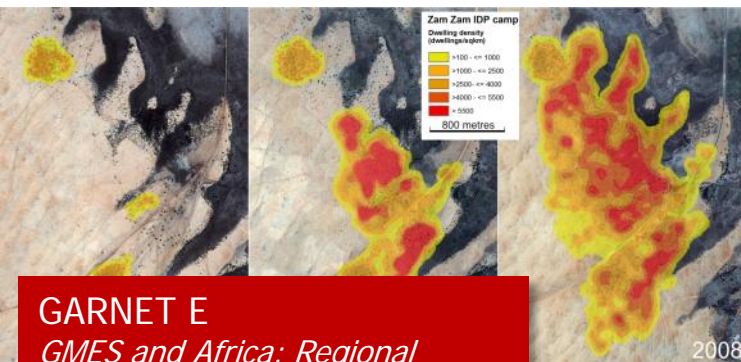 Zam Zam IDP camp
Dwelling density
(dwellings/sqkm)
>100 - <= 1000
>1000 - <= 2500
>2500- <= 4000
>4000 - <= 5500
> 5500
800 metres
GARNET E
GMES and Africa: Regional
2008